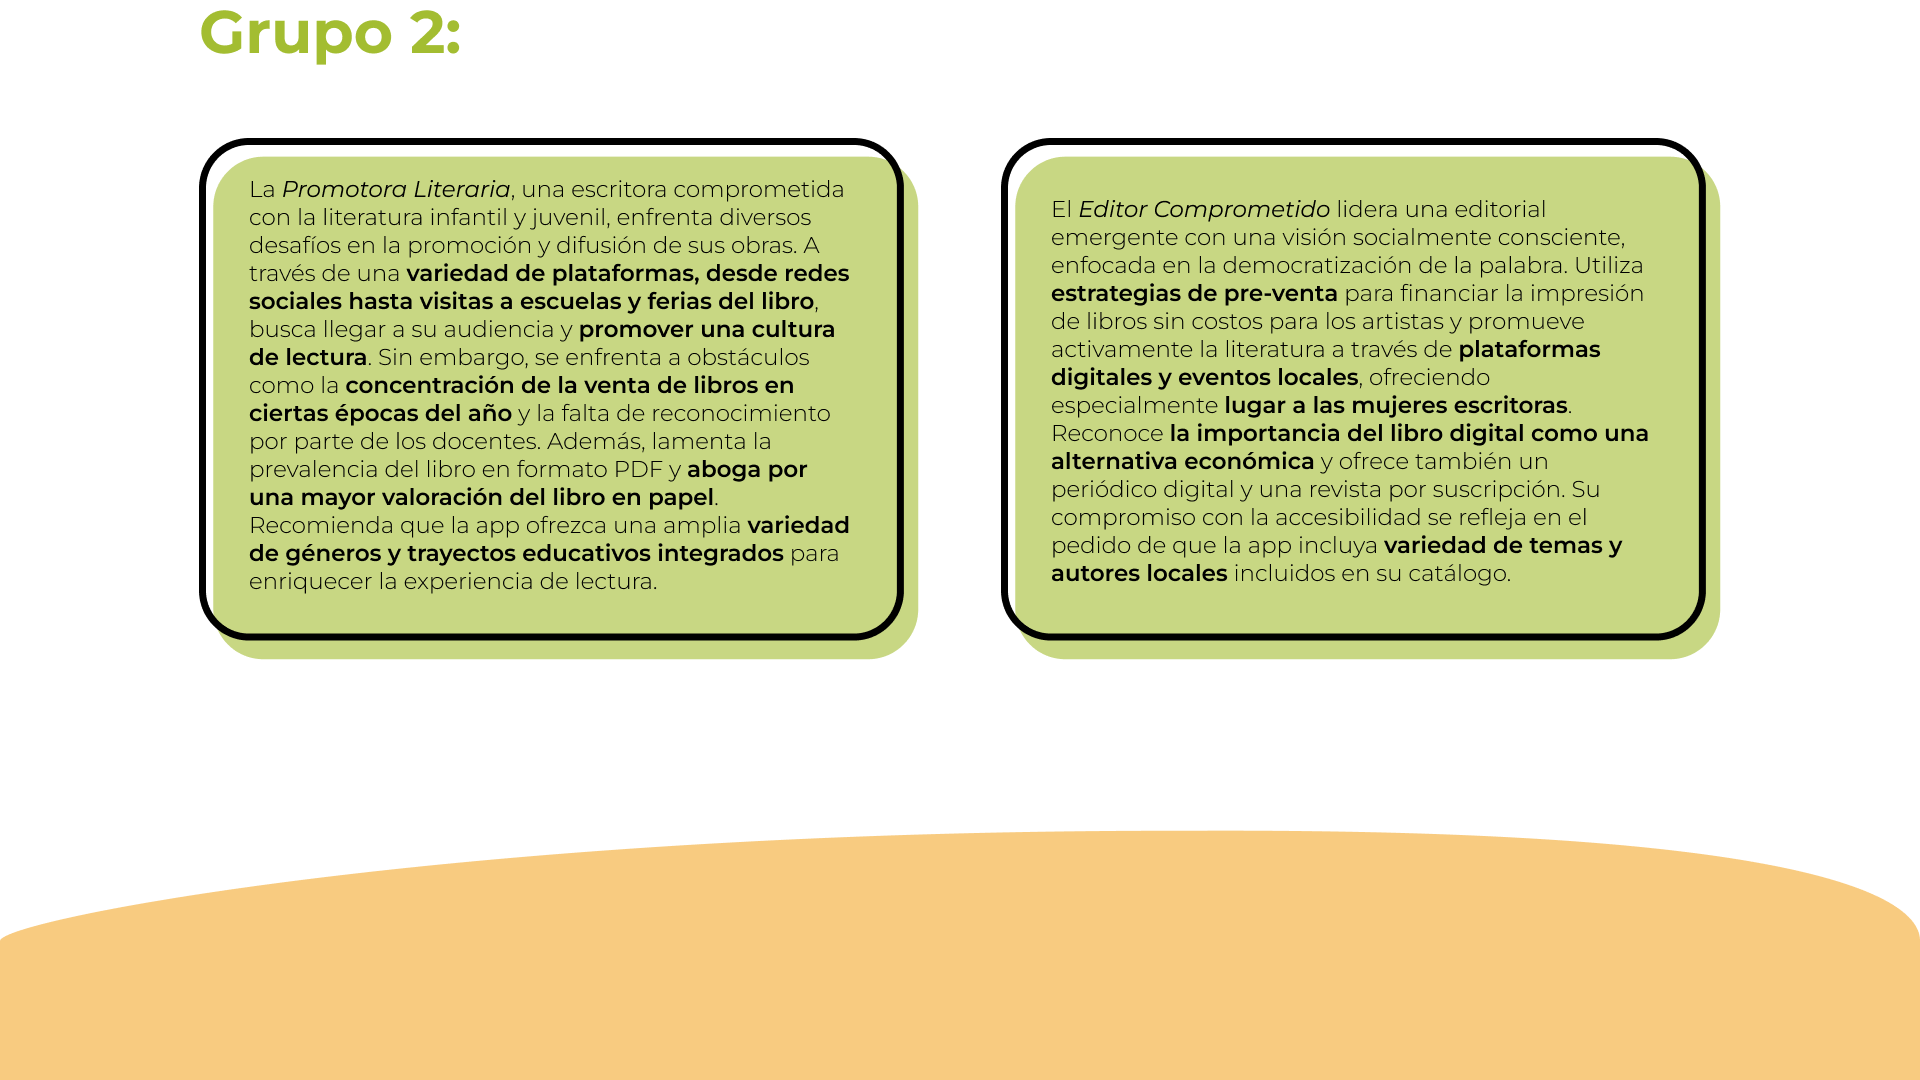 Grupo 2:
La Promotora Literaria, una escritora comprometida
con la literatura infantil y juvenil, enfrenta diversos
desafíos en la promoción y difusión de sus obras. A
través de una variedad de plataformas, desde redes
sociales hasta visitas a escuelas y ferias del libro,
busca llegar a su audiencia y promover una cultura
de lectura. Sin embargo, se enfrenta a obstáculos
como la concentración de la venta de libros en
ciertas épocas del año y la falta de reconocimiento
por parte de los docentes. Además, lamenta la
prevalencia del libro en formato PDF y aboga por
una mayor valoración del libro en papel.
Recomienda que la app ofrezca una amplia variedad
de géneros y trayectos educativos integrados para
enriquecer la experiencia de lectura.
El Editor Comprometido lidera una editorial
emergente con una visión socialmente consciente,
enfocada en la democratización de la palabra. Utiliza
estrategias de pre-venta para financiar la impresión
de libros sin costos para los artistas y promueve
activamente la literatura a través de plataformas
digitales y eventos locales, ofreciendo
especialmente lugar a las mujeres escritoras.
Reconoce la importancia del libro digital como una
alternativa económica y ofrece también un
periódico digital y una revista por suscripción. Su
compromiso con la accesibilidad se refleja en el
pedido de que la app incluya variedad de temas y
autores locales incluidos en su catálogo.